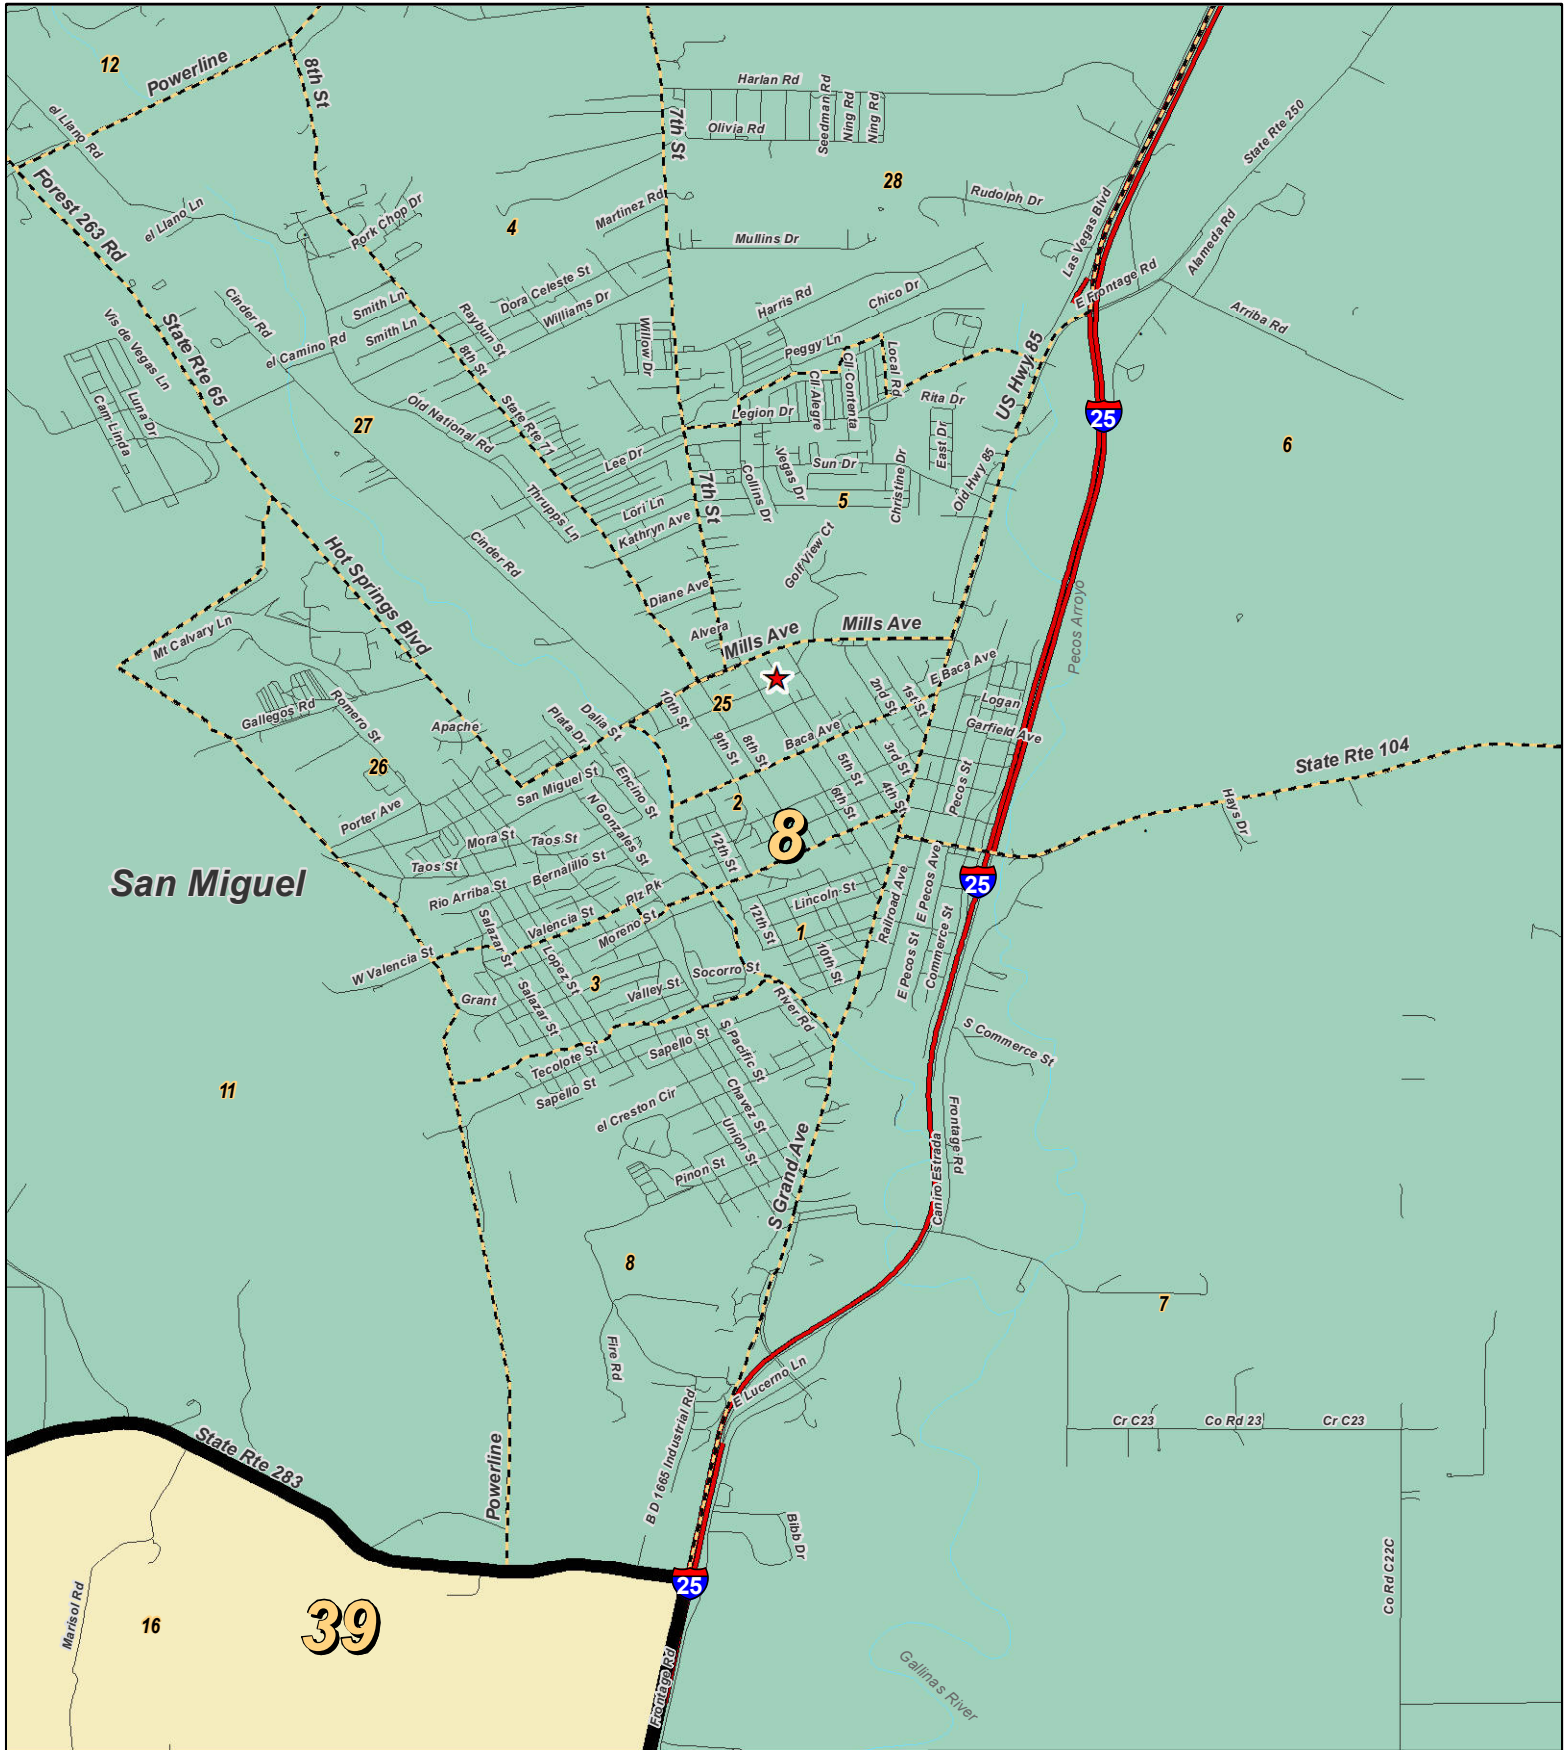 12
Powerline
8th St
Harlan Rd
7th St
Seedman Rd
Ning Rd
Ning Rd
Olivia Rd
el Llano Rd
State Rte 250
Forest 263 Rd
28
el Llano Ln
Pork Chop Dr
4
Martinez Rd
Rudolph Dr
Las Vegas Blvd
Alameda Rd
Mullins Dr
Dora Celeste St
Williams Dr
E Frontage Rd
Cinder Rd
Smith Ln
Smith Ln
Raybun St
Harris Rd
Chico Dr
Arriba Rd
Vis de Vegas Ln
State Rte 65
el Camino Rd
8th St
Willow Dr
Peggy Ln
Local Rd
US Hwy 85
Cam Linda
Luna Dr
27
Old National Rd
State Rte 71
Legion Dr
Cll Alegre
Cll Contenta
Rita Dr
25
6
East Dr
Lee Dr
Vegas Dr
Sun Dr
Christine Dr
Old Hwy 85
7th St
Collins Dr
5
Thrupps Ln
Lori Ln
Kathryn Ave
Cinder Rd
Hot Springs Blvd
Golf View Ct
Diane Ave
Pecos Arroyo
Mt Calvary Ln
Alvera
Mills Ave
Mills Ave
E Baca Ave
10th St
25
2nd St
1st St
Logan
Gallegos Rd
Romero St
Apache
Plata Dr
Dalia St
9th St
8th St
Baca Ave
Garfield Ave
3rd St
State Rte 104
26
San Miguel St
Encino St
5th St
Pecos St
Porter Ave
N Gonzales St
2
6th St
4th St
Hays Dr
8
Mora St
Taos St
Taos St
12th St
San Miguel
Bernalillo St
25
Rio Arriba St
Plz Pk
Lincoln St
Railroad Ave
E Pecos Ave
Salazar St
Valencia St
Moreno St
12th St
1
Commerce St
W Valencia St
Lopez St
10th St
E Pecos St
Grant
3
Valley St
Socorro St
Salazar St
River Rd
Tecolote St
Sapello St
S Pacific St
S Commerce St
11
Sapello St
el Creston Cir
Chavez St
Union St
Frontage Rd
Pinon St
S Grand Ave
Caniro Estrada
8
7
Fire Rd
E Lucerno Ln
B D 1665 Industrial Rd
Cr C23
Co Rd 23
Cr C23
State Rte 283
Powerline
Bibb Dr
25
Co Rd C22C
Marisol Rd
16
39
Frontage Rd
Gallinas River